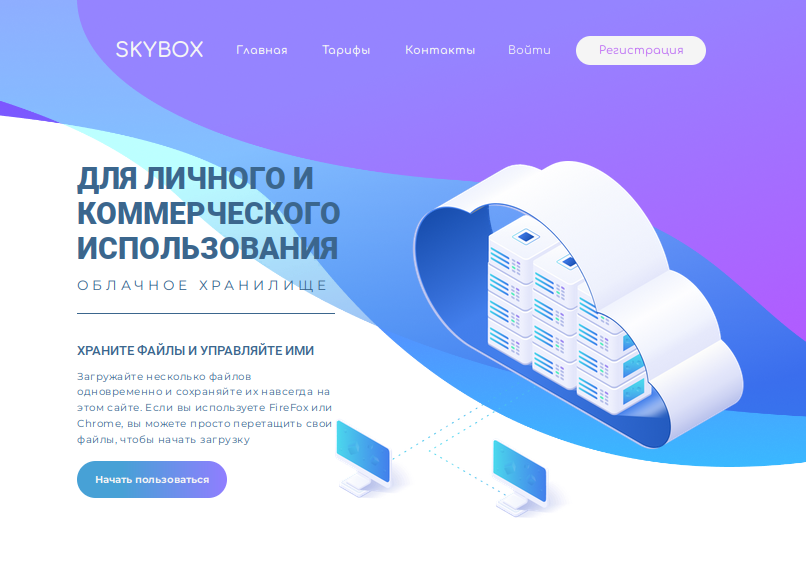 SKYBOX Главная Тарифы Контакты Войти Регистрация
ДЛЯ ЛИЧНОГО И
КОММЕРЧЕСКОГО
ИСПОЛЬЗОВАНИЯ
ОБЛАЧНОЕ ХРАНИЛИЩЕ
ХРАНИТЕ ФАЙЛЫ И УПРАВЛЯЙТЕ ИМИ
Загружайте несколько файлов
одновременно и сохраняйте их навсегда на
этом сайте. Если вы используете FireFox или
Chrome, вы можете просто перетащить свои
файлы, чтобы начать загрузку
Начать пользоваться